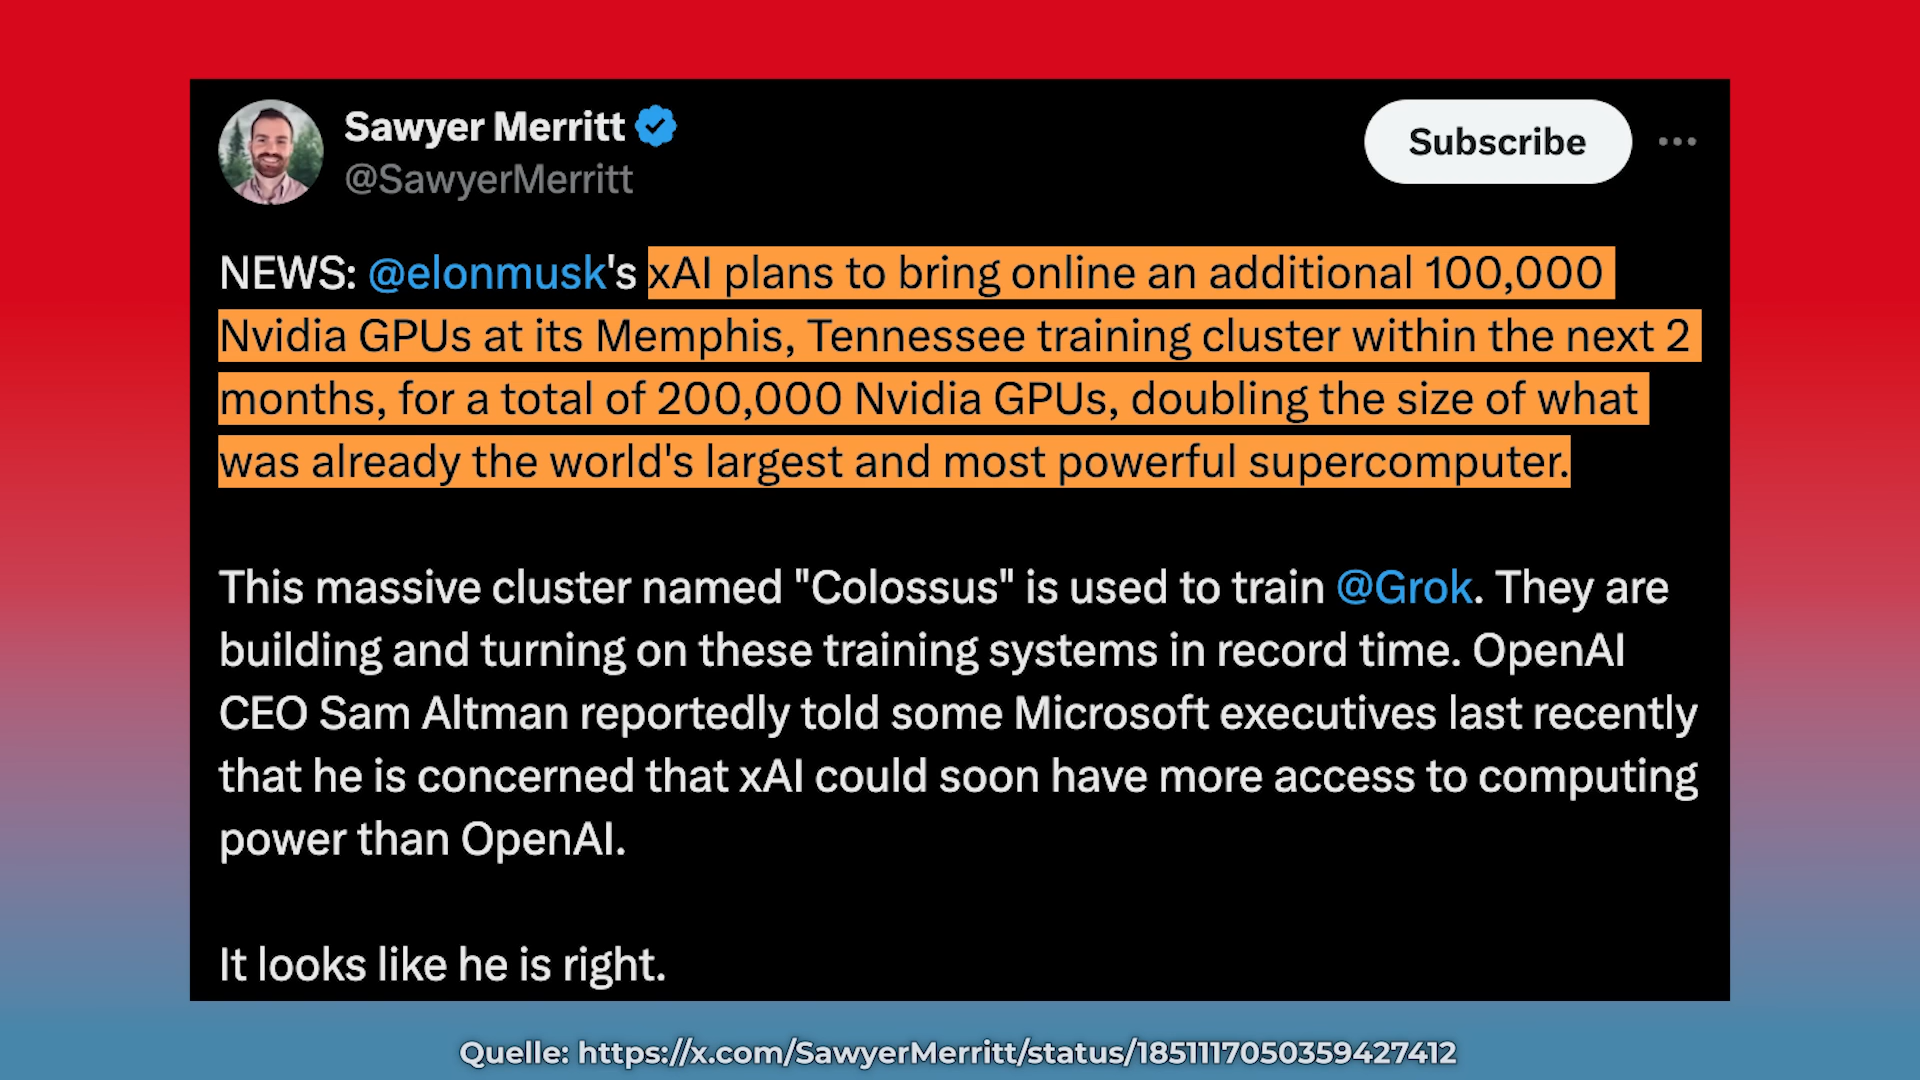 Sawyer Merritt
@SawyerMerritt
Subscribe
NEWS: @elonmusk's xAI plans to bring online an additional 100,000
Nvidia GPUs at its Memphis, Tennessee training cluster within the next 2
months, for a total of 200,000 Nvidia GPUs, doubling the size of what
was already the world's largest and most powerful supercomputer.
This massive cluster named "Colossus" is used to train @Grok. They are
building and turning on these training systems in record time. OpenAI
CEO Sam Altman reportedly told some Microsoft executives last recently
that he is concerned that xAI could soon have more access to computing
power than OpenAI.
It looks like he is right.
Quelle: https://x.com/SawyerMerritt/status/1851117050359427412